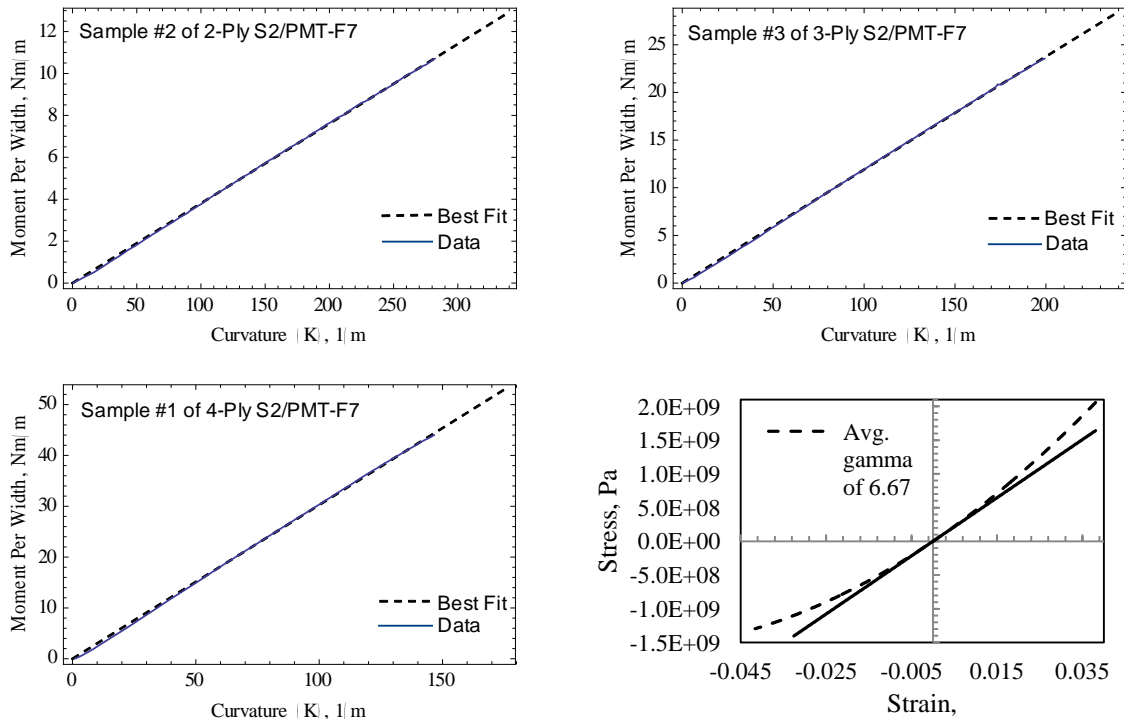 Sample #2 of 2-Ply S2/PMT-F7
Moment Per Width, Nm/m
12
10
8
6
4
2
0
Best Fit
Data
0 50 100 150 200 250 300
Curvature (K), 1/m
Sample #3 of 3-Ply S2/PMT-F7
Moment Per Width, Nm/m
25
20
15
10
5
0
Best Fit
Data
0 50 100 150 200
Curvature (K), 1/m
Sample #1 of 4-Ply S2/PMT-F7
Moment Per Width, Nm/m
50
40
30
20
10
0
Best Fit
Data
0 50 100 150
Curvature (K), 1/m
Stress, Pa
2.0E+09
1.5E+09
1.0E+09
5.0E+08
0.0E+00
-5.0E+08
-1.0E+09
-1.5E+09
Avg.
gamma
of 6.67
-0.045 -0.025 -0.005 0.015 0.035
Strain,